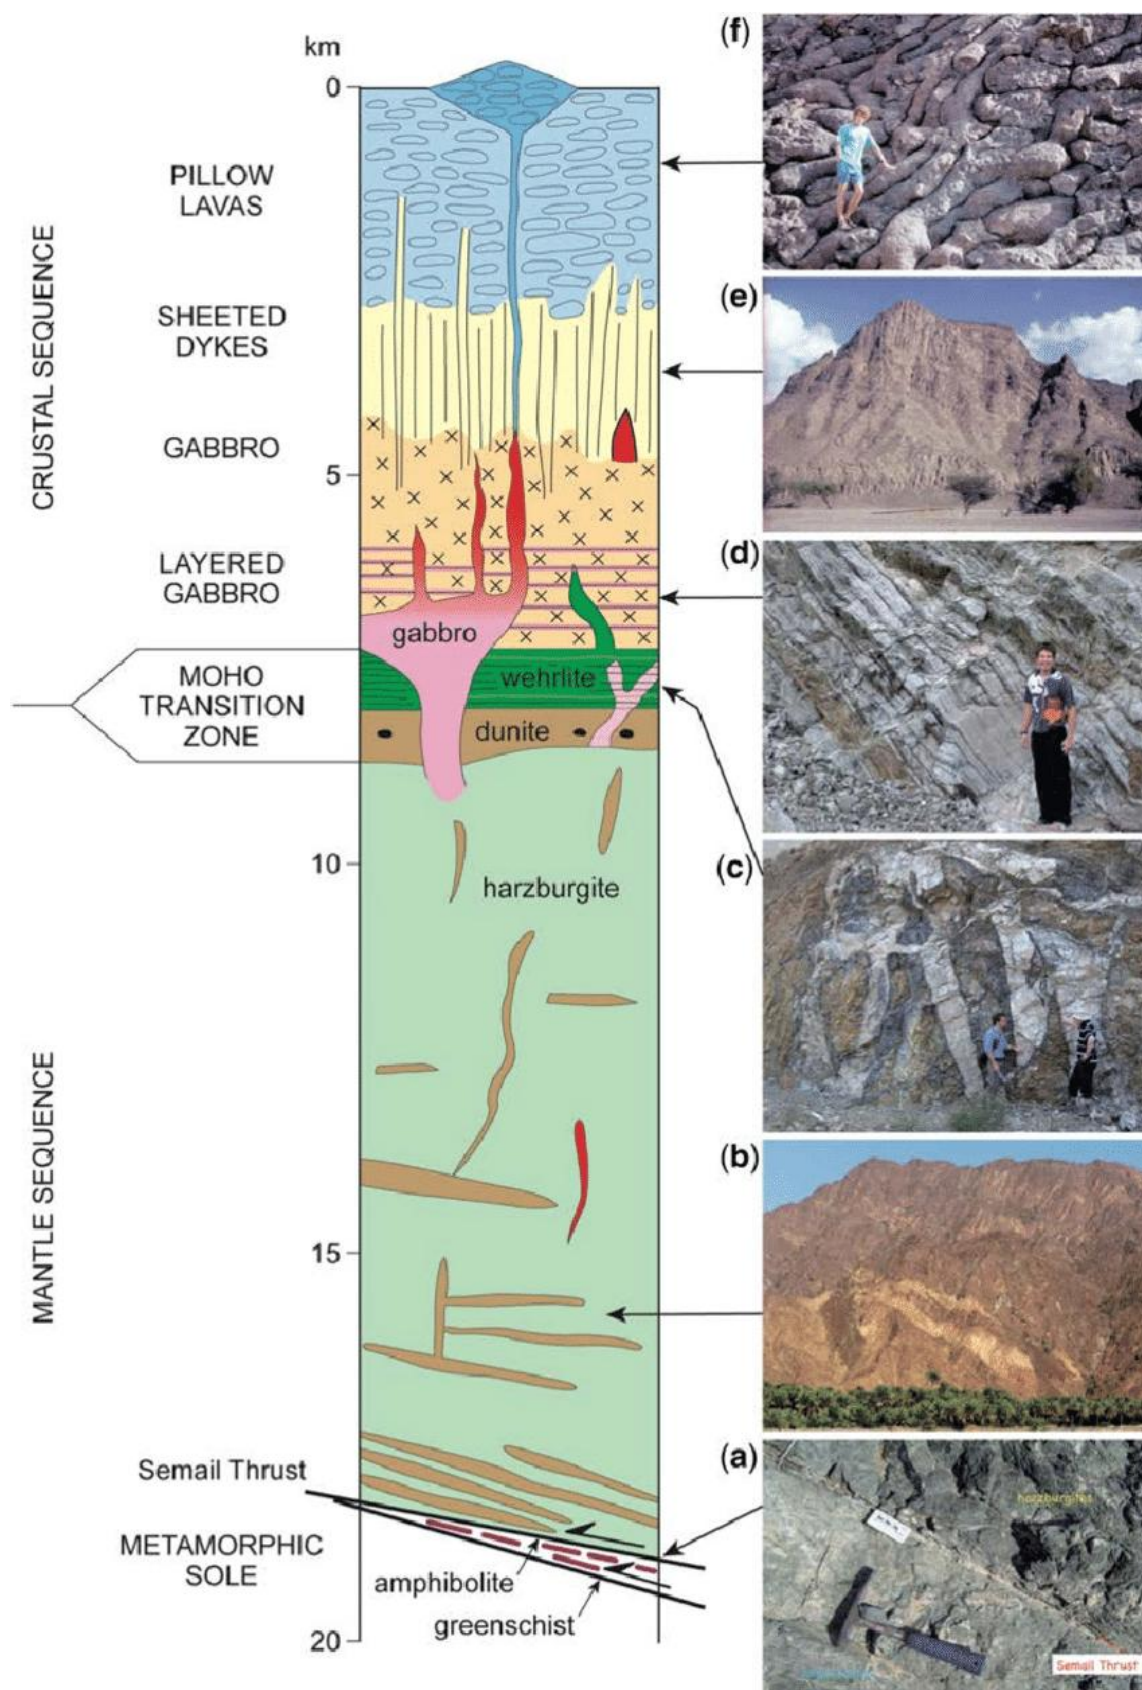 km
0
5
10
15
20
CRUSTAL SEQUENCE
MANTLE SEQUENCE
PILLOW
LAVAS
SHEETED
DYKES
GABBRO
LAYERED
GABBRO
MOHO
TRANSITION
ZONE
Semail Thrust
METAMORPHIC
SOLE
gabbro
wehrlite
dunite
harzburgite
amphibolite
greenschist
(f)
(e)
(d)
(c)
(b)
(a)
harzburgites
Semail Thrust